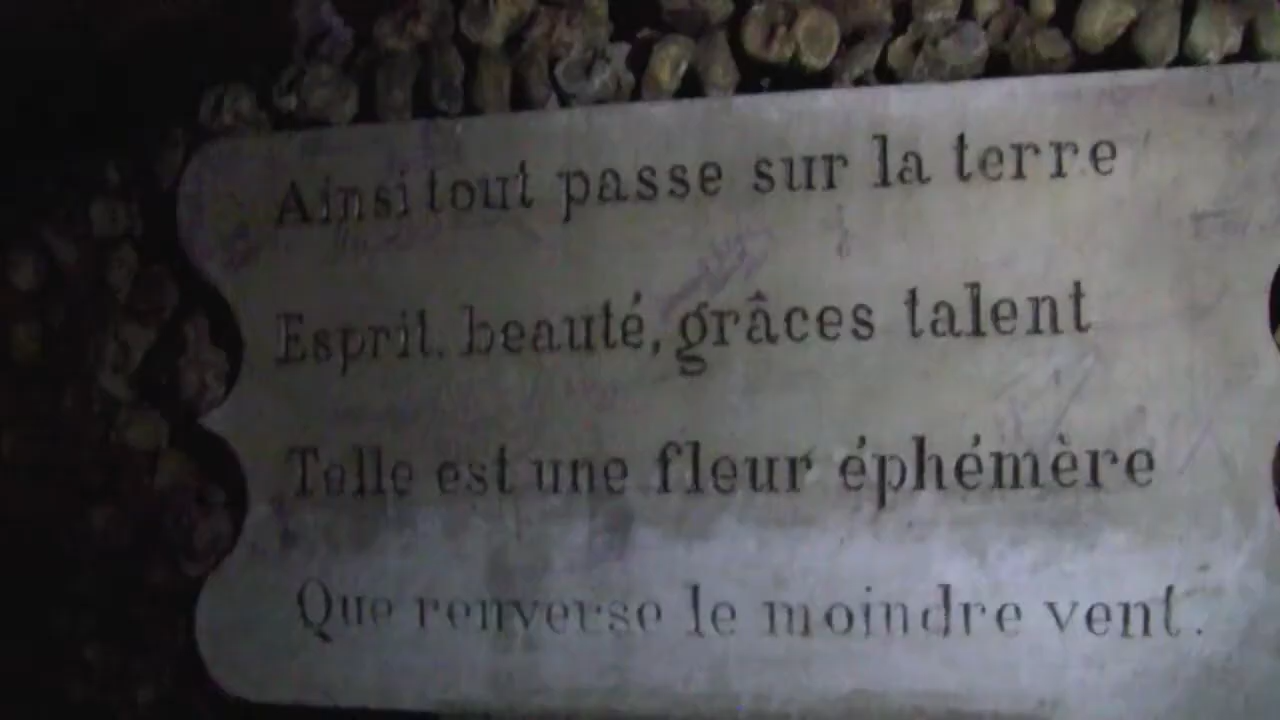 Ainsi tout passe sur la terre
Esprit, beauté, grâces talent
Telle est une fleur éphémère
Que renverse le moindre vent.